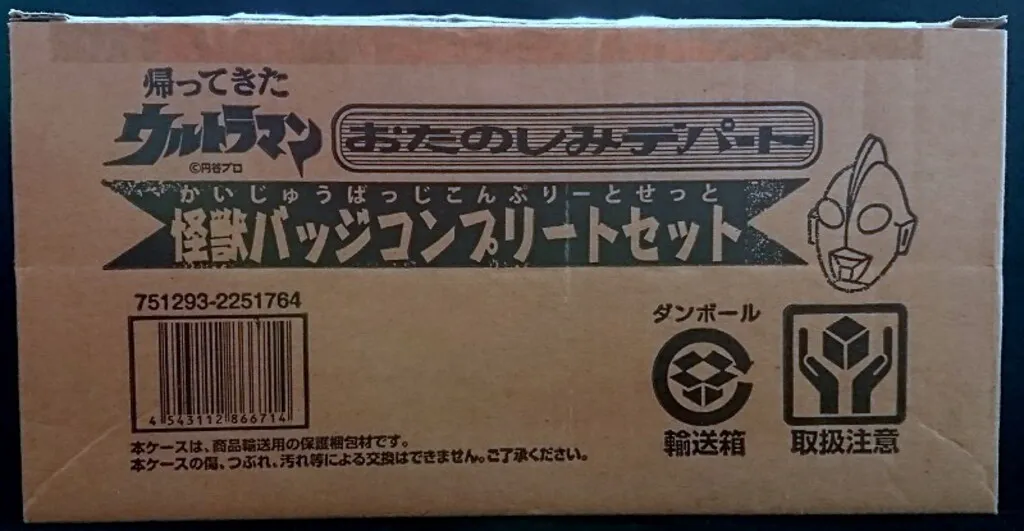 帰ってきた
ウルトラマン
©円谷プロ
おたのしみデパート
かいじゅうばっじこんぷりーとせっと
怪獣バッジコンプリートセット
751293-2251764
4 543112 866714
本ケースは、商品輸送用の保護梱包材です。
本ケースの傷、つぶれ、汚れ等による交換はできません。ご了承ください。
ダンボール
輸送箱
取扱注意